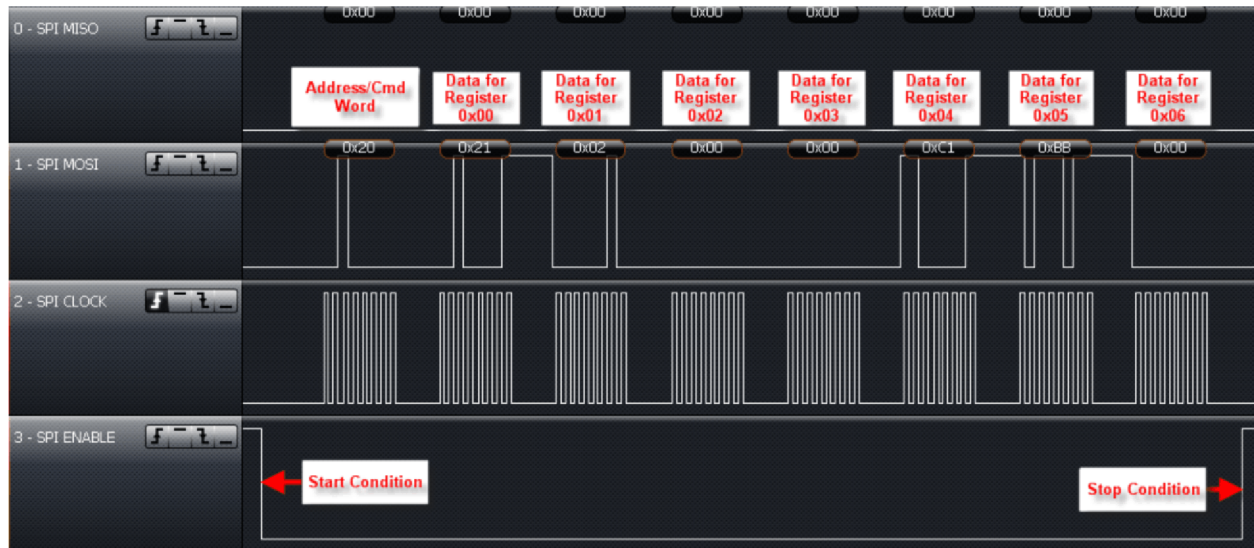 0x00 0x00 0x00 0x00 0x00 0x00 0x00 0x00
0 - SPI MISO
Address/Cmd
Word
Data for
Register
0x00
Data for
Register
0x01
Data for
Register
0x02
Data for
Register
0x03
Data for
Register
0x04
Data for
Register
0x05
Data for
Register
0x06
0x20 0x21 0x02 0x00 0x00 0xC1 0xBB 0x00
1 - SPI MOSI
2 - SPI CLOCK
3 - SPI ENABLE
Start Condition
Stop Condition